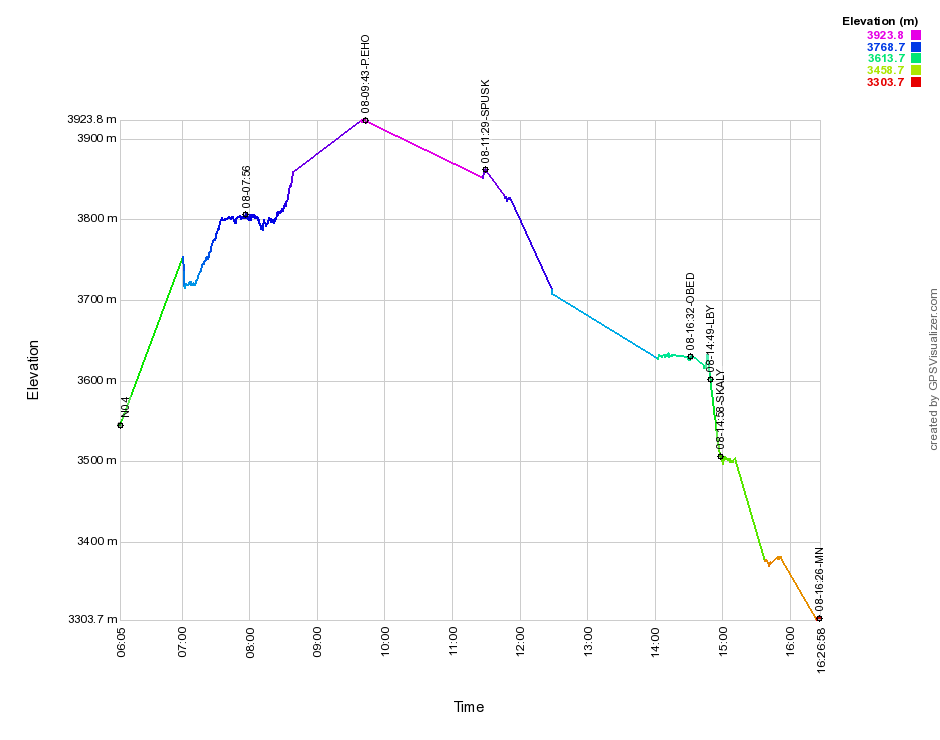 Elevation (m)
3923.8
3768.7
3613.7
3458.7
3303.7
3923.8 m
3900 m
3800 m
3700 m
3600 m
3500 m
3400 m
3303.7 m
Elevation
N0.4
08-07:56
08-09:43-P.EHO
08-11:29-SPUSK
08-16:32-OBED
08-14:49-LBY
08-14:58-SKALY
08-16:26-MN
06:05
07:00
08:00
09:00
10:00
11:00
12:00
13:00
14:00
15:00
16:00
16:26:58
Time
created by GPSVisualizer.com